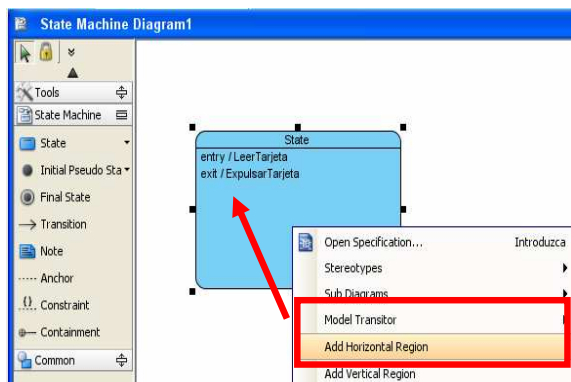 State Machine Diagram1
Tools
State Machine
State
Initial Pseudo Sta
Final State
Transition
Note
Anchor
Constraint
Containment
Common
State
entry / LeerTarjeta
exit / ExpulsarTarjeta
Open Specification... Introduzca
Stereotypes
Sub Diagrams
Model Transitor
Add Horizontal Region
Add Vertical Region